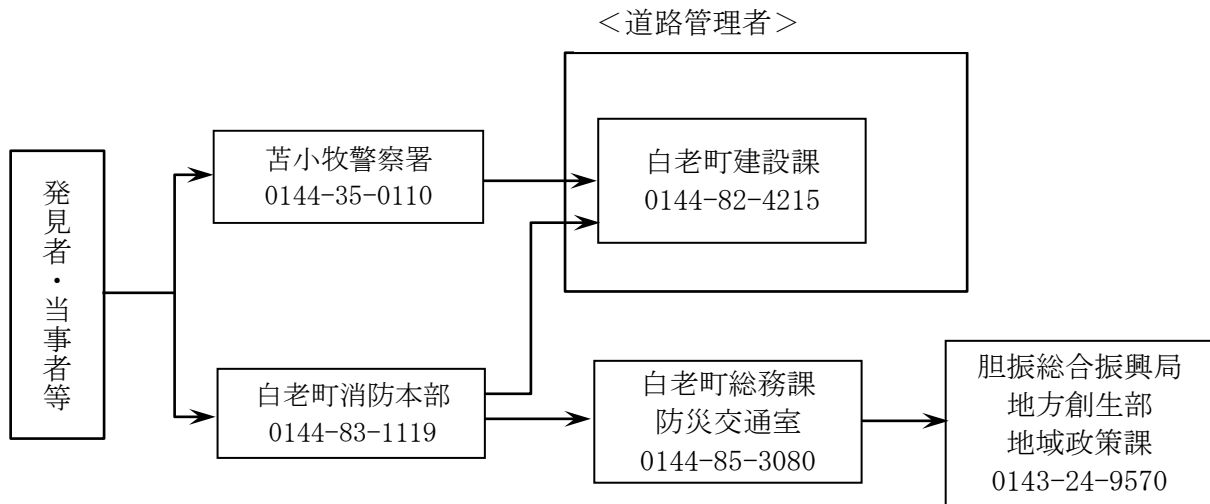 ＜道路管理者＞
発見者・当事者等
苫小牧警察署
0144-35-0110
白老町建設課
0144-82-4215
白老町消防本部
0144-83-1119
白老町総務課
防災交通室
0144-85-3080
胆振総合振興局
地方創生部
地域政策課
0143-24-9570